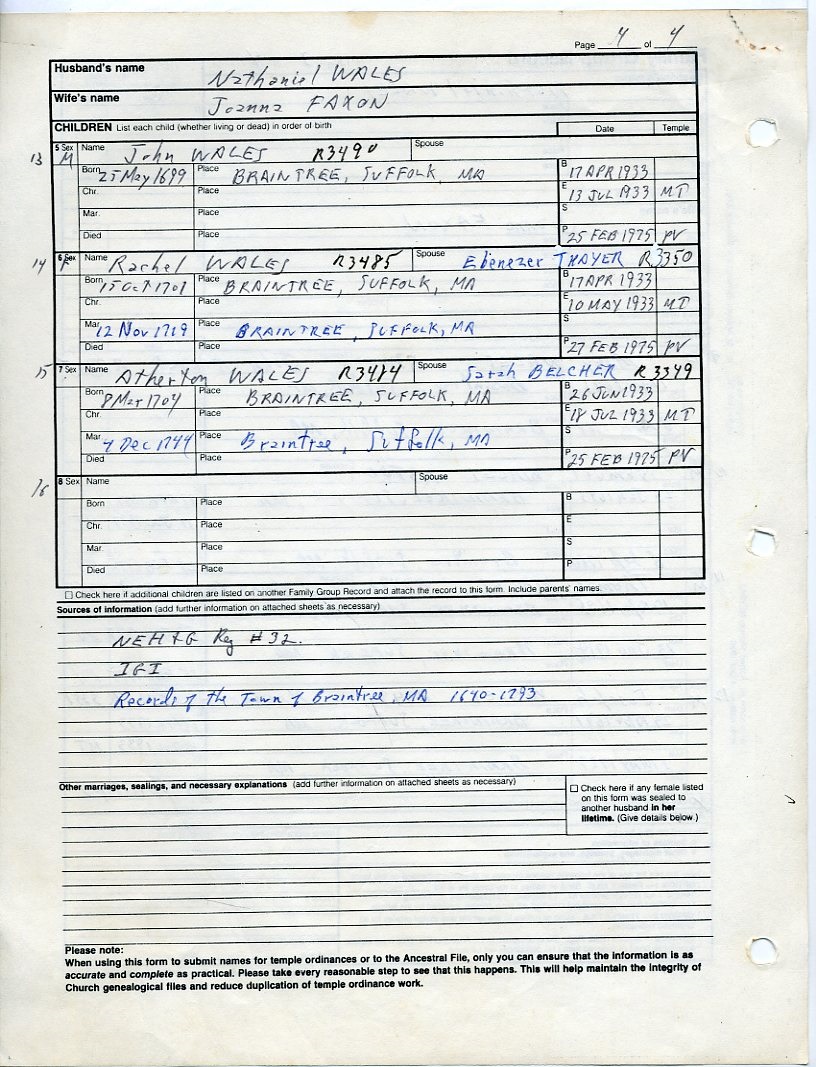 Page 4 of 4
Husband's name Nathaniel WALES
Wife's name Joanna FAXON
CHILDREN List each child (whether living or dead) in order of birth Date Temple
13 5 Sex M Name John WALES R3490 Spouse
Born 25 May 1699 Place BRAINTREE, SUFFOLK, MA B 17 APR 1933
Chr. Place E 13 JUL 1933 MT
Mar. Place S
Died Place P 25 FEB 1975 PV
14 6 Sex F Name Rachel WALES R3485 Spouse Ebenezer THAYER R3350
Born 15 Oct 1701 Place BRAINTREE, SUFFOLK, MA B 17 APR 1933
Chr. Place E 10 MAY 1933 MT
Mar. 12 Nov 1719 Place BRAINTREE, SUFFOLK, MA S
Died Place P 27 FEB 1975 PV
15 7 Sex Name Atherton WALES R3484 Spouse Sarah BELCHER R3349
Born 8 Mar 1704 Place BRAINTREE, SUFFOLK, MA B 26 JUN 1933
Chr. Place E 18 JUL 1933 MT
Mar. 4 Dec 1744 Place Braintree, Suffolk, MA S
Died Place P 25 FEB 1975 PV
16 8 Sex Name Spouse
Born Place B
Chr. Place E
Mar. Place S
Died Place P
Check here if additional children are listed on another Family Group Record and attach the record to this form. Include parents' names.
Sources of information (add further information on attached sheets as necessary)
NEH&G Reg #32.
IGI
Records of the Town of Braintree, MA 1640-1793
Other marriages, sealings, and necessary explanations (add further information on attached sheets as necessary)
Check here if any female listed
on this form was sealed to
another husband in her
lifetime. (Give details below.)
Please note:
When using this form to submit names for temple ordinances or to the Ancestral File, only you can ensure that the information is as
accurate and complete as practical. Please take every reasonable step to see that this happens. This will help maintain the integrity of
Church genealogical files and reduce duplication of temple ordinance work.